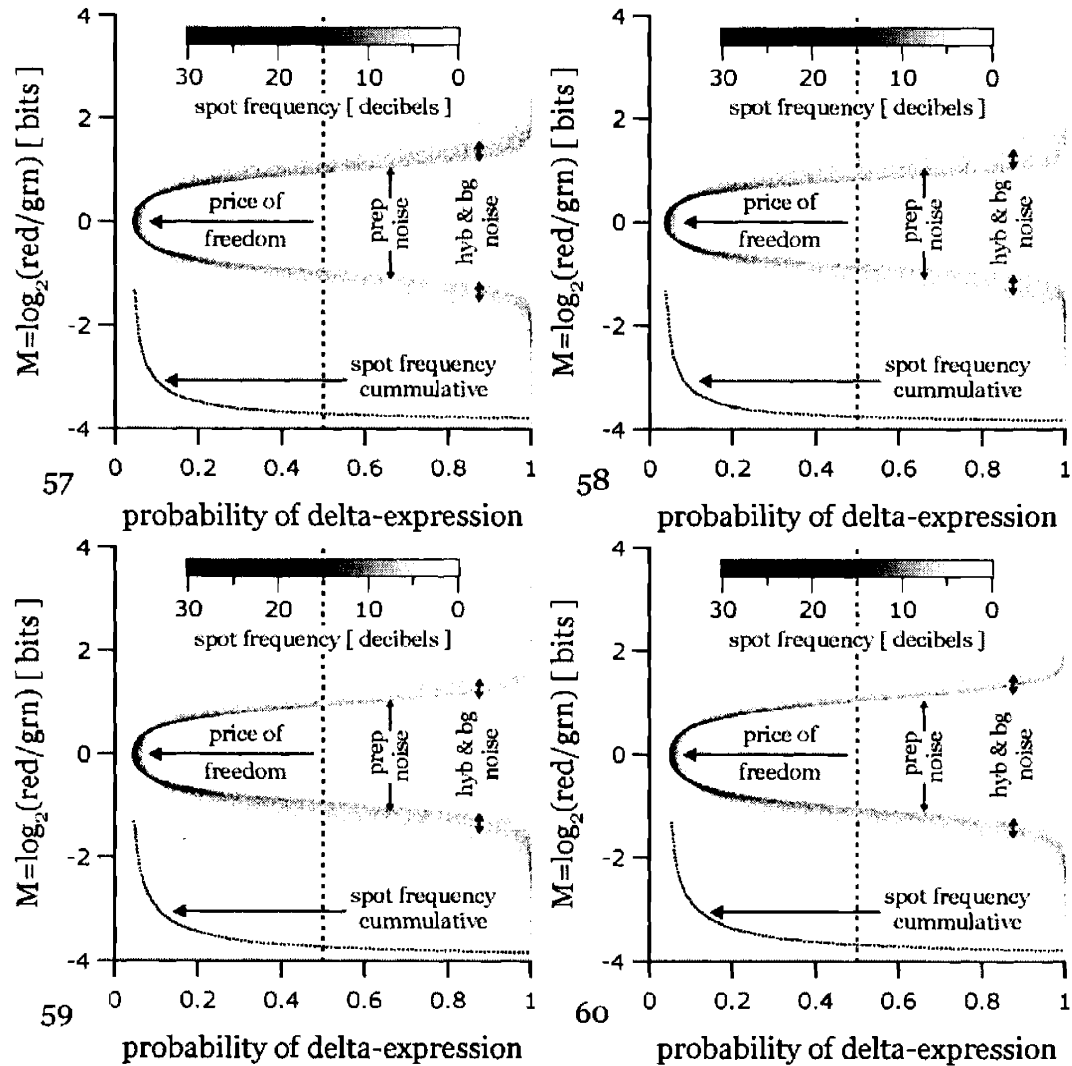 4
2
0
-2
-4
M=log2(red/grn) [ bits ]
30 20 10 0
spot frequency [ decibels ]
price of
freedom
prep
noise
hyb & bg
noise
spot frequency
cummulative
0 0.2 0.4 0.6 0.8 1
57
probability of delta-expression
4
2
0
-2
-4
M=log2(red/grn) [ bits ]
30 20 10 0
spot frequency [ decibels ]
price of
freedom
prep
noise
hyb & bg
noise
spot frequency
cummulative
0 0.2 0.4 0.6 0.8 1
58
probability of delta-expression
4
2
0
-2
-4
M=log2(red/grn) [ bits ]
30 20 10 0
spot frequency [ decibels ]
price of
freedom
prep
noise
hyb & bg
noise
spot frequency
cummulative
0 0.2 0.4 0.6 0.8 1
59
probability of delta-expression
4
2
0
-2
-4
M=log2(red/grn) [ bits ]
30 20 10 0
spot frequency [ decibels ]
price of
freedom
prep
noise
hyb & bg
noise
spot frequency
cummulative
0 0.2 0.4 0.6 0.8 1
60
probability of delta-expression